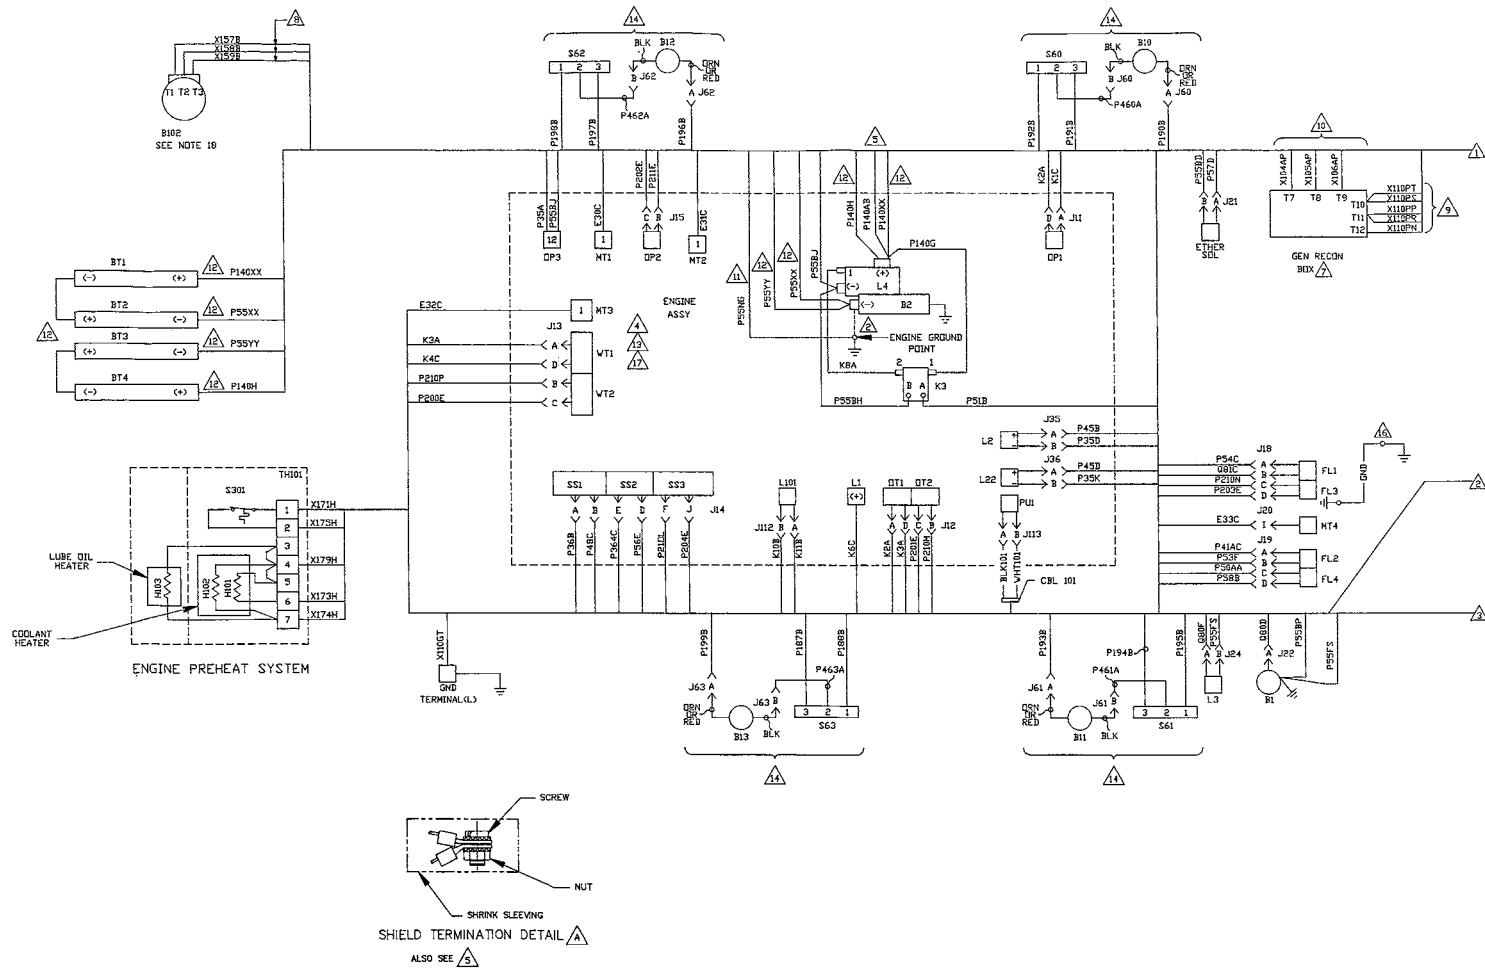 8
X157B
X158B
X159B
T1 T2 T3
B102
SEE NOTE 18
14
S62
1 2 3
BLK
B12
B
J62
ORN
OR
RED
A
J62
P462A
P198B
P197B
P196B
14
S60
1 2 3
BLK
B10
B
J60
ORN
OR
RED
A
J60
P460A
P192B
P191B
P190B
5
10
1
P35A
P55BJ
12
OP3
E30C
1
MT1
P202E
P211E
C B
J15
OP2
E31C
1
MT2
12
12
P140H
P140AB
P140XX
P140G
K2A
K1C
D A
J11
OP1
P55BD
P57D
B A
J21
ETHER
SOL
X104AP
X105AP
X106AP
T7 T8 T9
T10
T11
T12
X110PT
X110PS
X110PP
X110PR
X110PN
9
GEN RECON
BOX 7
11
12
12
P55NG
P55YY
P55XX
P55BJ
1 (+)
(-) L4
(-) B2
2
ENGINE GROUND
POINT
ENGINE
ASSY
BT1
(-) (+)
12
P140XX
BT2
(+) (-)
12
P55XX
12
BT3
(+) (-)
12
P55YY
BT4
(-) (+)
12
P140H
E32C
1
MT3
J13
K3A
A
WT1
K4C
D
P210P
B
WT2
P200E
C
4
13
17
K8A
2 1
B A
K3
P55BH
P51B
L2
+
-
J35
A P45B
B P35D
L22
+
-
J36
A P45D
B P35K
PU1
A B
J113
BLK101
WHT101
CBL 101
16
GND
J18
P54C A
Q81C B
FL1
P210N C
P203E D
FL3
J20
E33C I
MT4
J19
P41AC A
P53F B
FL2
P50AA C
P58B D
FL4
2
TH101
S301
1 X171H
2 X175H
3
4 X179H
5
6 X173H
7 X174H
LUBE OIL
HEATER
H103
H102
H101
COOLANT
HEATER
ENGINE PREHEAT SYSTEM
SS1 SS2 SS3
A B E D F J
J14
P36B
P48C
P364C
P56E
P210L
P204E
L101
J112 B A
K10B
K11B
L1
(+)
K6C
OT1 OT2
A D C B
J12
K2A
K3A
P201E
P210M
3
X110GT
GND
TERMINAL(L)
P199B
J63 A
ORN
OR
RED
B13
BLK
J63 B
P187B
P188B
P463A
3 2 1
S63
14
P193B
J61 A
ORN
OR
RED
B11
BLK
J61 B
P461A
P194B
P195B
3 2 1
S61
14
Q80F
P55FS
A B
J24
L3
Q80D
A
J22
B1
P55BP
P55FS
SCREW
NUT
SHRINK SLEEVING
SHIELD TERMINATION DETAIL A
ALSO SEE 5